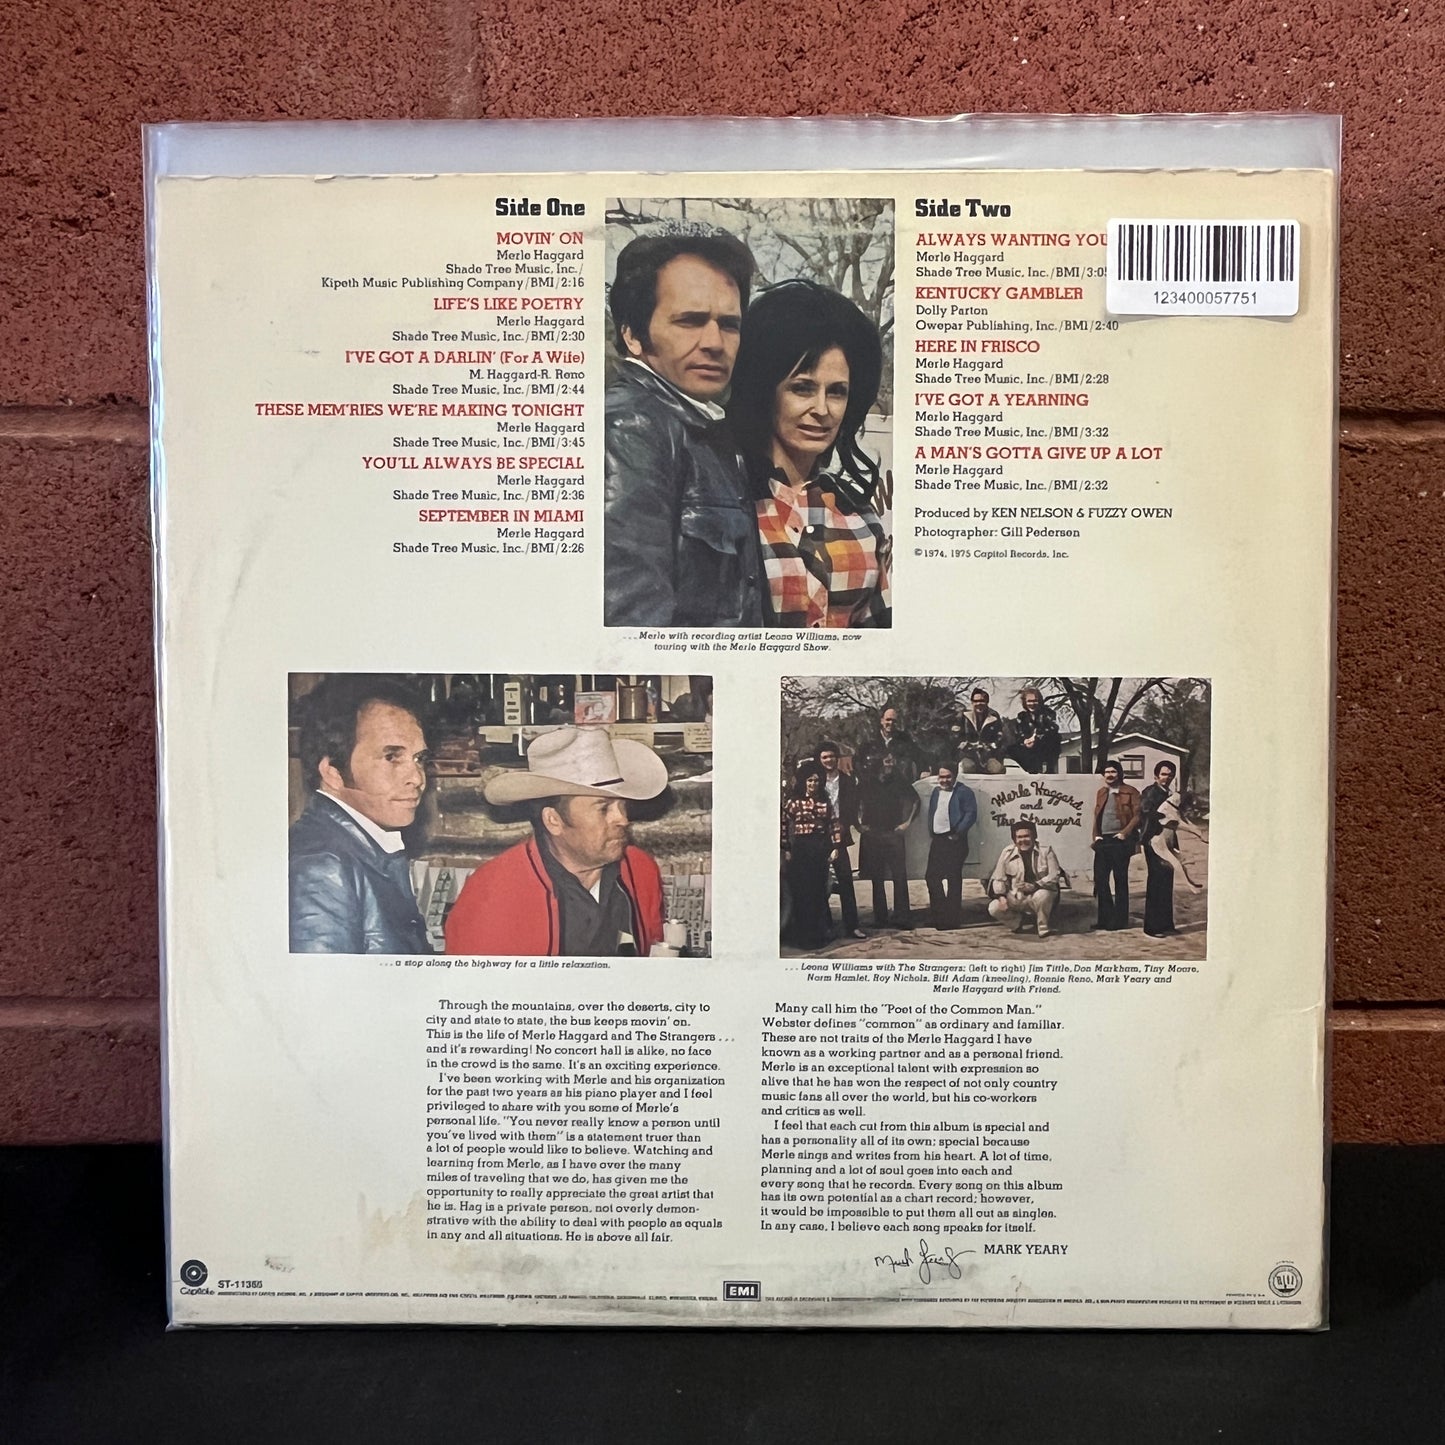 Side One
MOVIN' ON
Merle Haggard
Shade Tree Music, Inc./
Kipeth Music Publishing Company/BMI/2:16
LIFE'S LIKE POETRY
Merle Haggard
Shade Tree Music, Inc./BMI/2:30
I'VE GOT A DARLIN' (For A Wife)
M. Haggard-R. Reno
Shade Tree Music, Inc./BMI/2:44
THESE MEM'RIES WE'RE MAKING TONIGHT
Merle Haggard
Shade Tree Music, Inc./BMI/3:45
YOU'LL ALWAYS BE SPECIAL
Merle Haggard
Shade Tree Music, Inc./BMI/2:36
SEPTEMBER IN MIAMI
Merle Haggard
Shade Tree Music, Inc./BMI/2:26
Side Two
ALWAYS WANTING YOU
Merle Haggard
Shade Tree Music, Inc./BMI/3:05
KENTUCKY GAMBLER
Dolly Parton
Owepar Publishing, Inc./BMI/2:40
HERE IN FRISCO
Merle Haggard
Shade Tree Music, Inc./BMI/2:28
I'VE GOT A YEARNING
Merle Haggard
Shade Tree Music, Inc./BMI/3:32
A MAN'S GOTTA GIVE UP A LOT
Merle Haggard
Shade Tree Music, Inc./BMI/2:32
Produced by KEN NELSON & FUZZY OWEN
Photographer: Gill Pederson
© 1974, 1975 Capitol Records, Inc.
123400057751
...Merle with recording artist Leona Williams, now
touring with the Merle Haggard Show.
...a stop along the highway for a little relaxation.
Merle Haggard
and
"The Strangers"
...Leona Williams with The Strangers: (left to right) Jim Tittle, Don Markham, Tiny Moore,
Norm Hamlet, Roy Nichols, Biff Adam (kneeling), Ronnie Reno, Mark Yeary and
Merle Haggard with Friend.
Through the mountains, over the deserts, city to
city and state to state, the bus keeps movin' on.
This is the life of Merle Haggard and The Strangers...
and it's rewarding! No concert hall is alike, no face
in the crowd is the same. It's an exciting experience.
I've been working with Merle and his organization
for the past two years as his piano player and I feel
privileged to share with you some of Merle's
personal life. "You never really know a person until
you've lived with them" is a statement truer than
a lot of people would like to believe. Watching and
learning from Merle, as I have over the many
miles of traveling that we do, has given me the
opportunity to really appreciate the great artist that
he is. Hag is a private person, not overly demon-
strative with the ability to deal with people as equals
in any and all situations. He is above all fair.
Many call him the "Poet of the Common Man."
Webster defines "common" as ordinary and familiar.
These are not traits of the Merle Haggard I have
known as a working partner and as a personal friend.
Merle is an exceptional talent with expression so
alive that he has won the respect of not only country
music fans all over the world, but his co-workers
and critics as well.
I feel that each cut from this album is special and
has a personality all of its own; special because
Merle sings and writes from his heart. A lot of time,
planning and a lot of soul goes into each and
every song that he records. Every song on this album
has its own potential as a chart record; however,
it would be impossible to put them all out as singles.
In any case, I believe each song speaks for itself.
Mark Yeary
MARK YEARY
Capitol
ST-11365
EMI